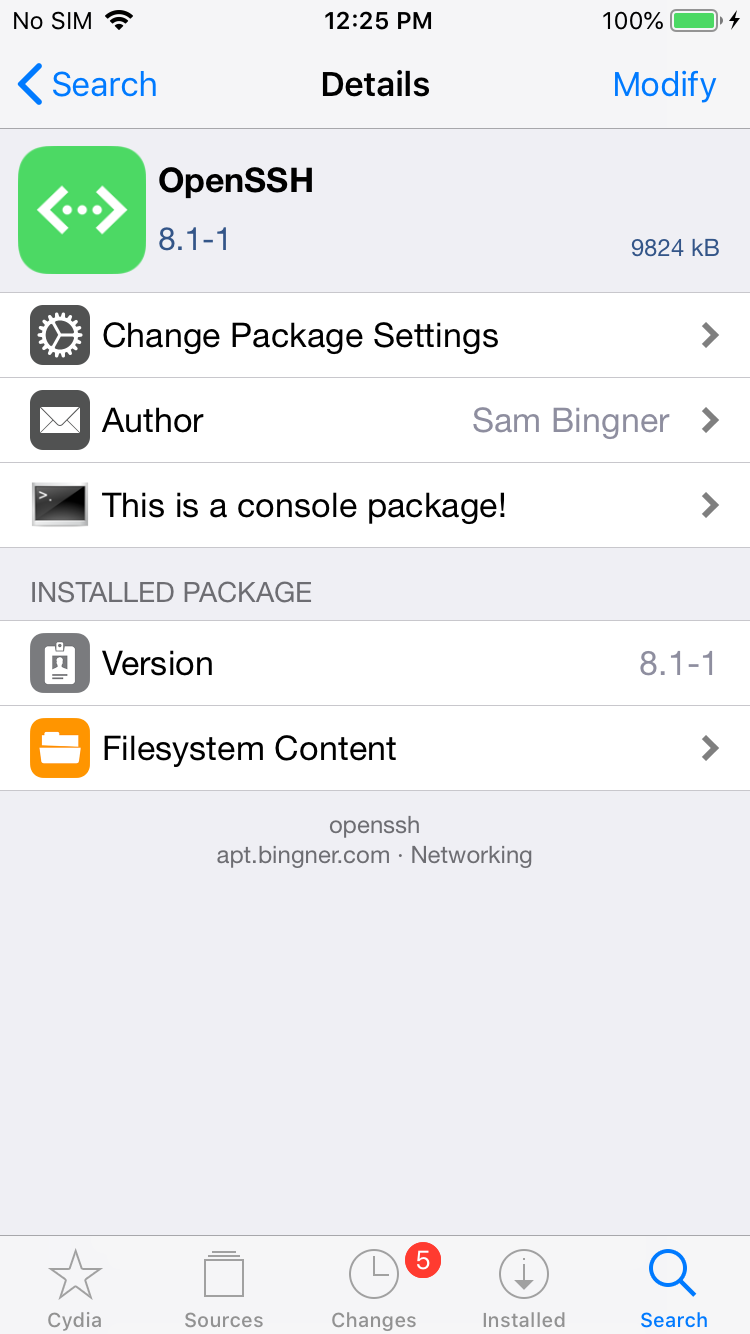 No SIM 12:25 PM 100%
Search Details Modify
OpenSSH
8.1-1 9824 kB
Change Package Settings
Author Sam Bingner
>.
This is a console package!
INSTALLED PACKAGE
Version 8.1-1
Filesystem Content
openssh
apt.bingner.com · Networking
5
Cydia Sources Changes Installed Search